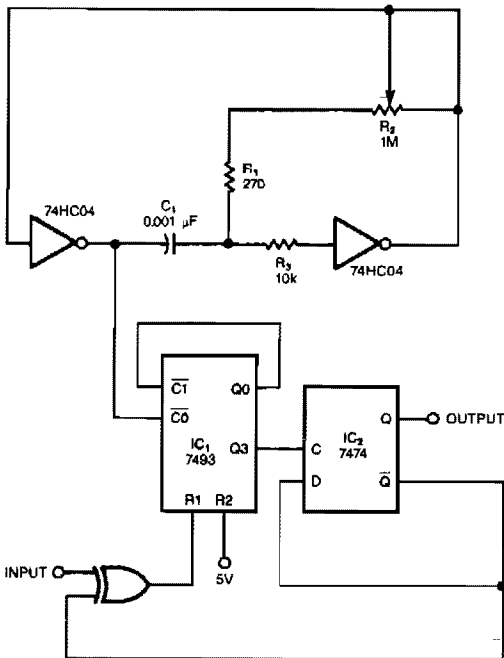 R2
1M
R1
270
C1
0.001 µF
74HC04
R3
10k
74HC04
C1
Q0
C0
IC1
7493
Q3
R1 R2
5V
Q
OUTPUT
IC2
7474
C
D
Q
INPUT